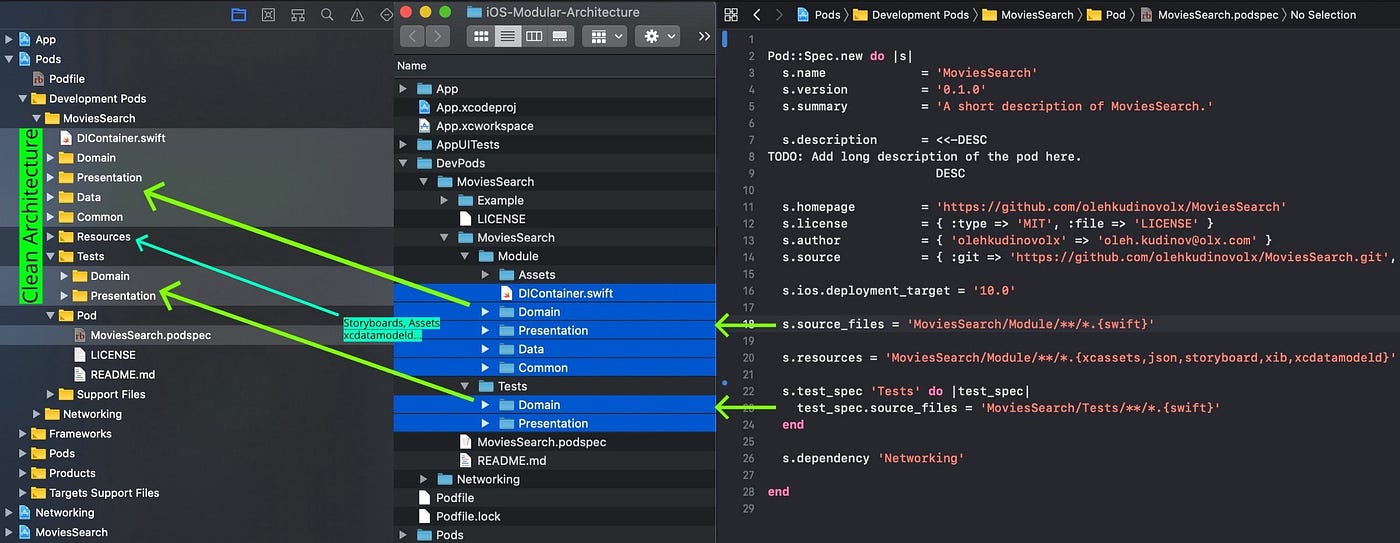 App
Pods
Podfile
Development Pods
MoviesSearch
DIContainer.swift
Domain
Presentation
Data
Common
Resources
Tests
Domain
Presentation
Pod
MoviesSearch.podspec
LICENSE
README.md
Support Files
Networking
Frameworks
Pods
Products
Targets Support Files
Networking
MoviesSearch
Clean Architecture
Storyboards, Assets
xcdatamodeld...
iOS-Modular-Architecture
Name
App
App.xcodeproj
App.xcworkspace
AppUITests
DevPods
MoviesSearch
Example
LICENSE
MoviesSearch
Module
Assets
DIContainer.swift
Domain
Presentation
Data
Common
Tests
Domain
Presentation
MoviesSearch.podspec
README.md
Networking
Podfile
Podfile.lock
Pods
Pods 〉 Development Pods 〉 MoviesSearch 〉 Pod 〉 MoviesSearch.podspec 〉 No Selection
1
2 Pod::Spec.new do |s|
3 s.name = 'MoviesSearch'
4 s.version = '0.1.0'
5 s.summary = 'A short description of MoviesSearch.'
6
7 s.description = <<-DESC
8 TODO: Add long description of the pod here.
9 DESC
10
11 s.homepage = 'https://github.com/olehkudinovolx/MoviesSearch'
12 s.license = { :type => 'MIT', :file => 'LICENSE' }
13 s.author = { 'olehkudinovolx' => 'oleh.kudinov@olx.com' }
14 s.source = { :git => 'https://github.com/olehkudinovolx/MoviesSearch.git',
15
16 s.ios.deployment_target = '10.0'
17
18 s.source_files = 'MoviesSearch/Module/**/*.{swift}'
19
20 s.resources = 'MoviesSearch/Module/**/*.{xcassets,json,storyboard,xib,xcdatamodeld}'
21
22 s.test_spec 'Tests' do |test_spec|
23 test_spec.source_files = 'MoviesSearch/Tests/**/*.{swift}'
24 end
25
26 s.dependency 'Networking'
27
28 end
29